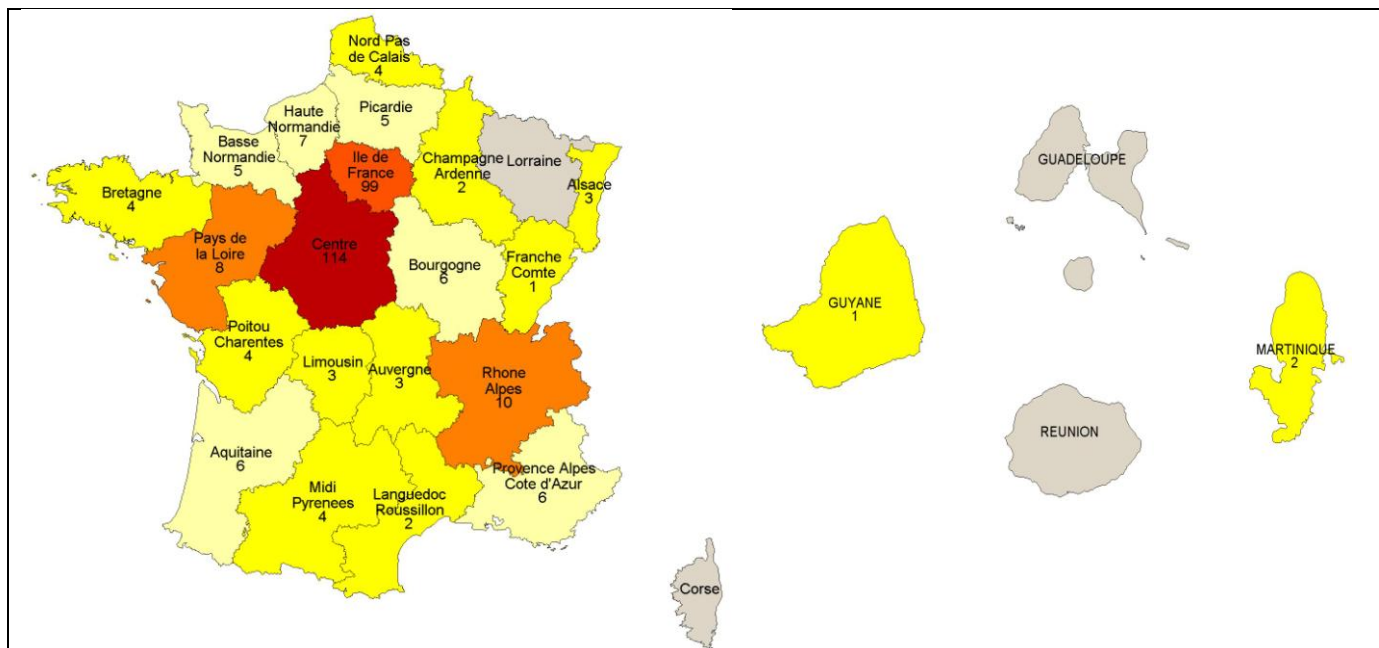 Nord Pas
de Calais
4
Picardie
5
Haute
Normandie
7
Basse
Normandie
5
Ile de
France
99
Champagne
Ardenne
2
Lorraine
Alsace
3
Bretagne
4
Pays de
la Loire
8
Centre
114
Bourgogne
6
Franche
Comte
1
Poitou
Charentes
4
Limousin
3
Auvergne
3
Rhone
Alpes
10
Aquitaine
6
Midi
Pyrenees
4
Languedoc
Roussillon
2
Provence Alpes
Cote d'Azur
6
Corse
GUADELOUPE
GUYANE
1
MARTINIQUE
2
REUNION